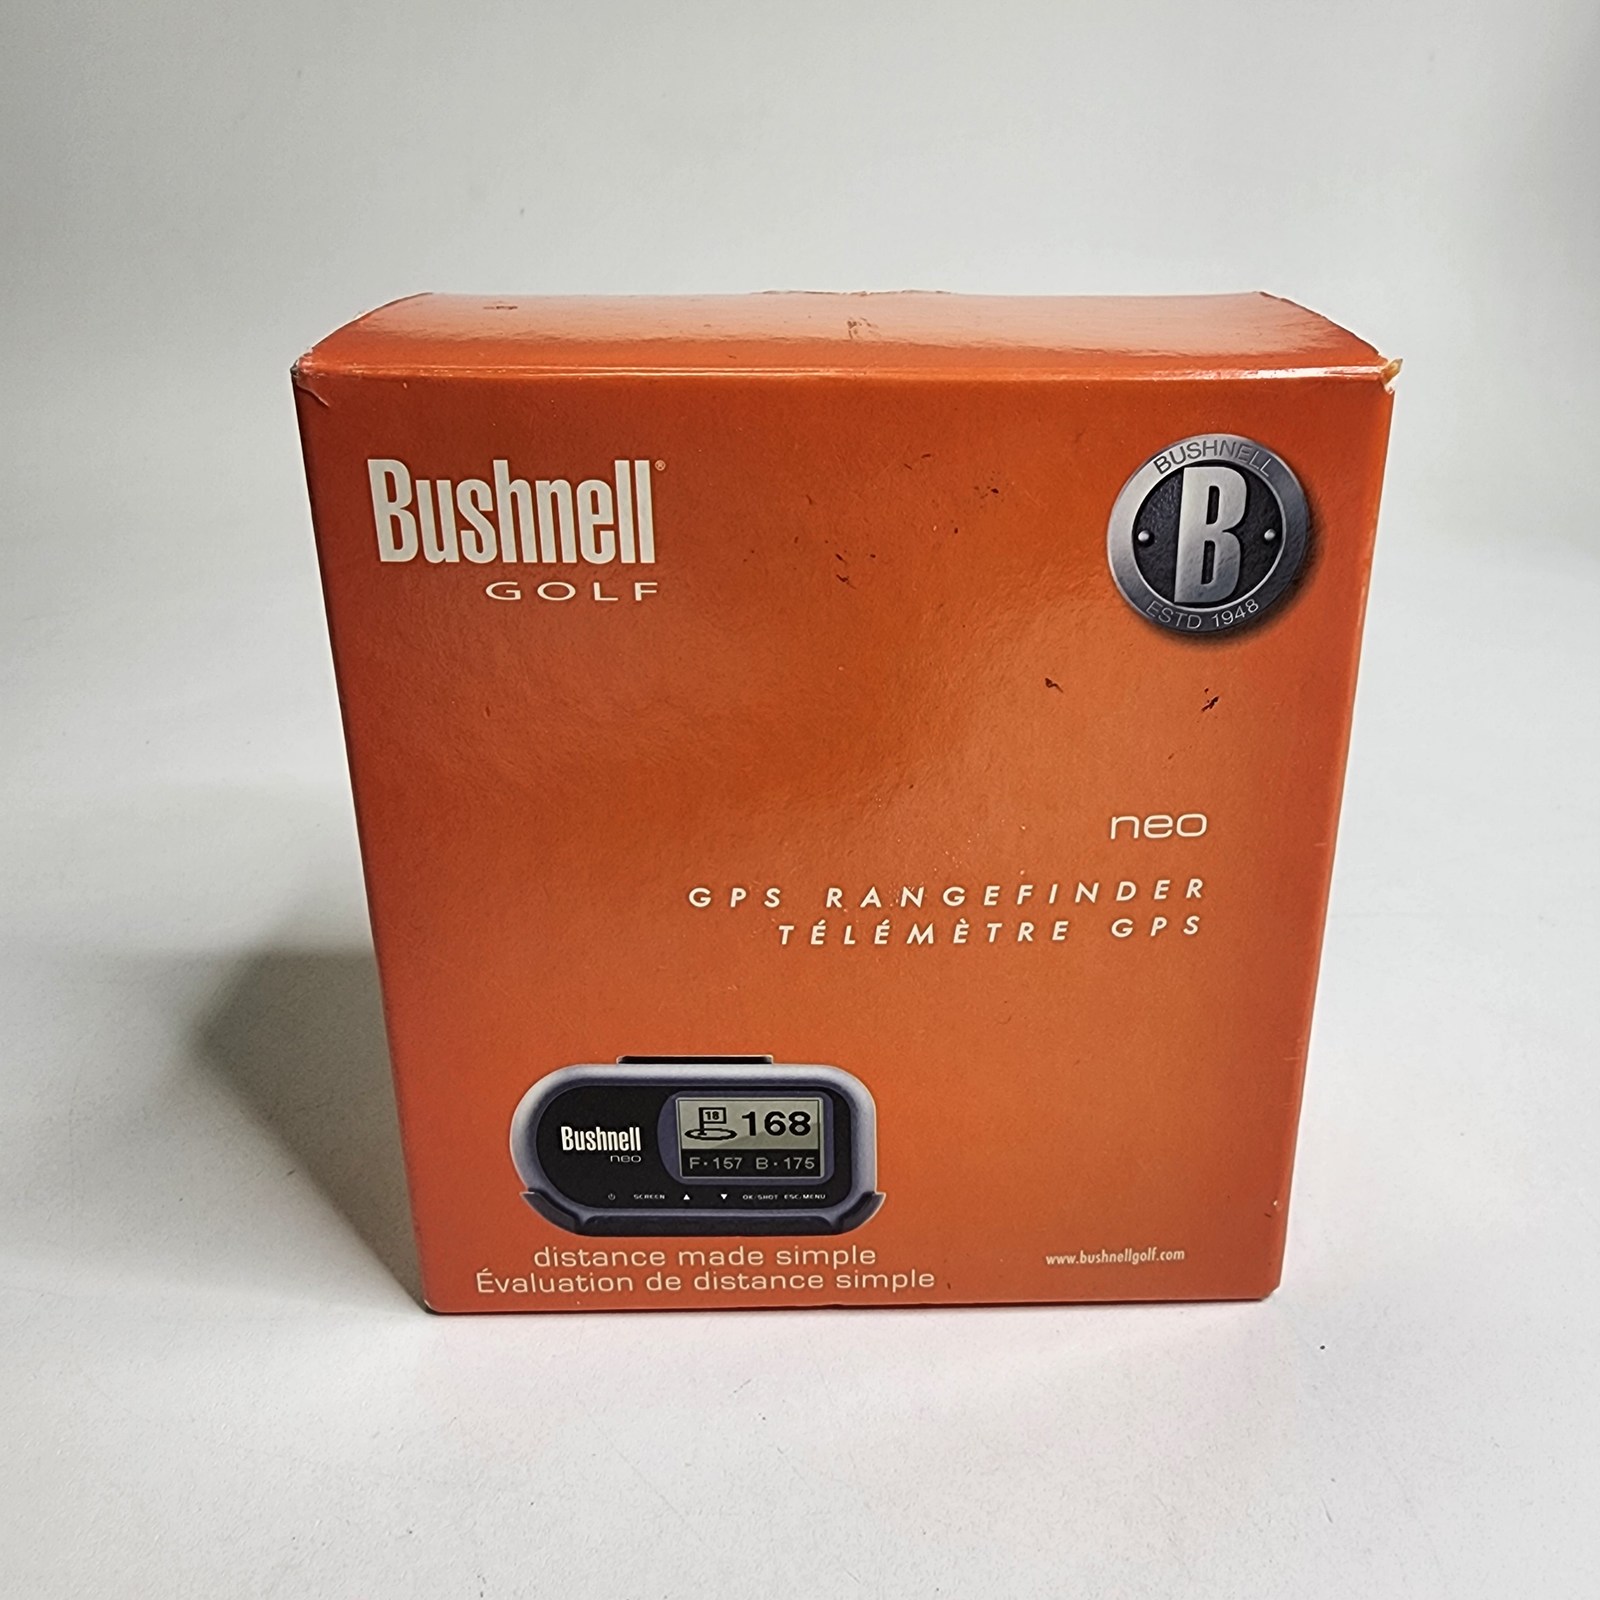 Bushnell®
GOLF
BUSHNELL
B
ESTD 1948
neo
GPS RANGEFINDER
TÉLÉMÈTRE GPS
18 168
F·157 B·175
Bushnell
neo
SCREEN ▲ ▼ OK/SHOT ESC/MENU
distance made simple
Évaluation de distance simple
www.bushnellgolf.com